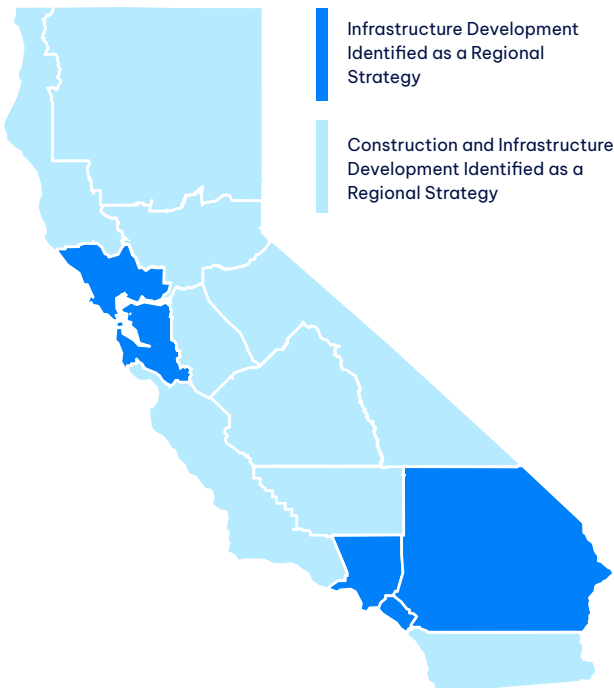 Infrastructure Development
Identified as a Regional
Strategy
Construction and Infrastructure
Development Identified as a
Regional Strategy